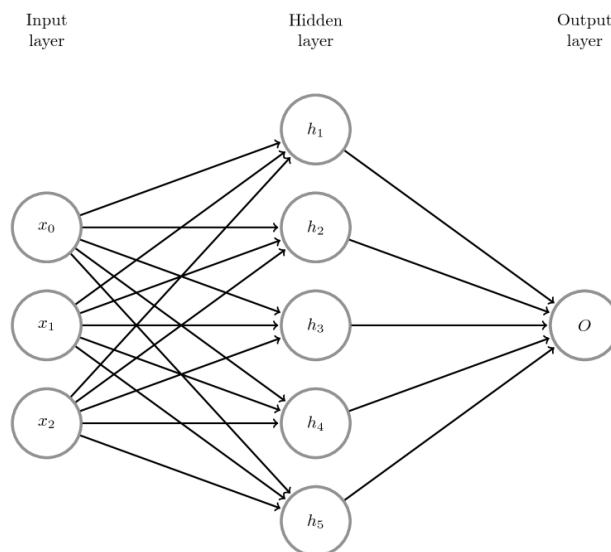 Input
layer
Hidden
layer
Output
layer
h₁
x₀
h₂
x₁
h₃
O
x₂
h₄
h₅